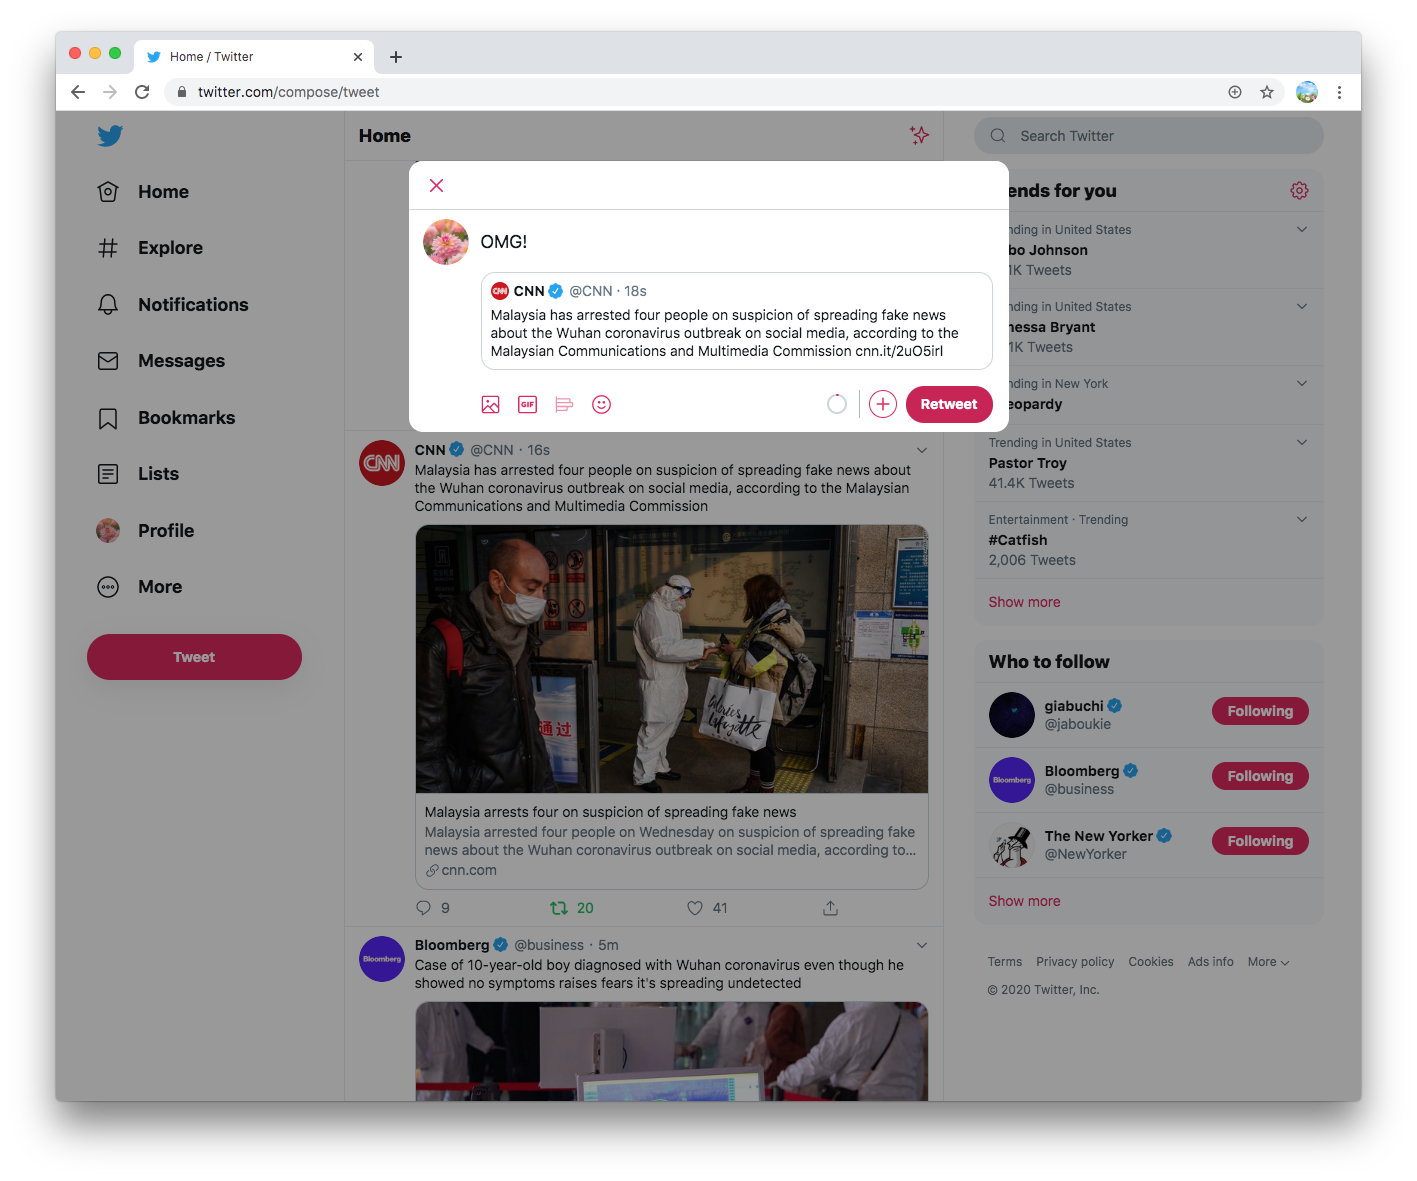 Home / Twitter
twitter.com/compose/tweet
Home
Search Twitter
Home
Explore
Notifications
Messages
Bookmarks
Lists
Profile
More
Tweet
OMG!
CNN
CNN @CNN · 18s
Malaysia has arrested four people on suspicion of spreading fake news
about the Wuhan coronavirus outbreak on social media, according to the
Malaysian Communications and Multimedia Commission cnn.it/2uO5irI
GIF
Retweet
CNN
CNN @CNN · 16s
Malaysia has arrested four people on suspicion of spreading fake news about
the Wuhan coronavirus outbreak on social media, according to the Malaysian
Communications and Multimedia Commission
通过
Galeries
Lafayette
Malaysia arrests four on suspicion of spreading fake news
Malaysia arrested four people on Wednesday on suspicion of spreading fake
news about the Wuhan coronavirus outbreak on social media, according to...
cnn.com
9 20 41
Bloomberg
Bloomberg @business · 5m
Case of 10-year-old boy diagnosed with Wuhan coronavirus even though he
showed no symptoms raises fears it's spreading undetected
ends for you
nding in United States
bo Johnson
1K Tweets
nding in United States
nessa Bryant
1K Tweets
nding in New York
eopardy
Trending in United States
Pastor Troy
41.4K Tweets
Entertainment · Trending
#Catfish
2,006 Tweets
Show more
Who to follow
giabuchi
@jaboukie
Following
Bloomberg
Bloomberg
@business
Following
The New Yorker
@NewYorker
Following
Show more
Terms Privacy policy Cookies Ads info More
© 2020 Twitter, Inc.